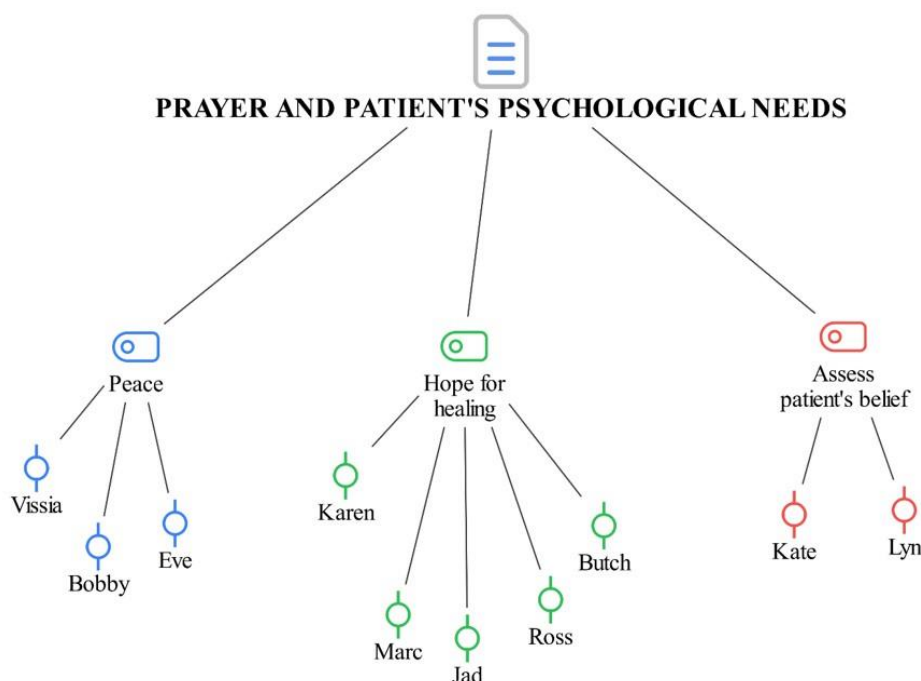 PRAYER AND PATIENT'S PSYCHOLOGICAL NEEDS
Peace
Hope for
healing
Assess
patient's belief
Vissia
Bobby
Eve
Karen
Marc
Jad
Ross
Butch
Kate
Lyn